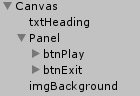 Canvas
txtHeading
Panel
btnPlay
btnExit
imgBackground